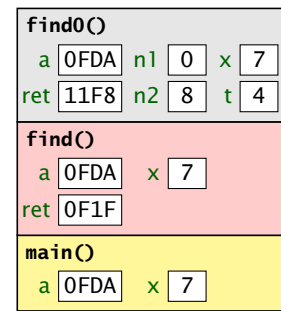 find0()
a 0FDA n1 0 x 7
ret 11F8 n2 8 t 4
find()
a 0FDA x 7
ret 0F1F
main()
a 0FDA x 7